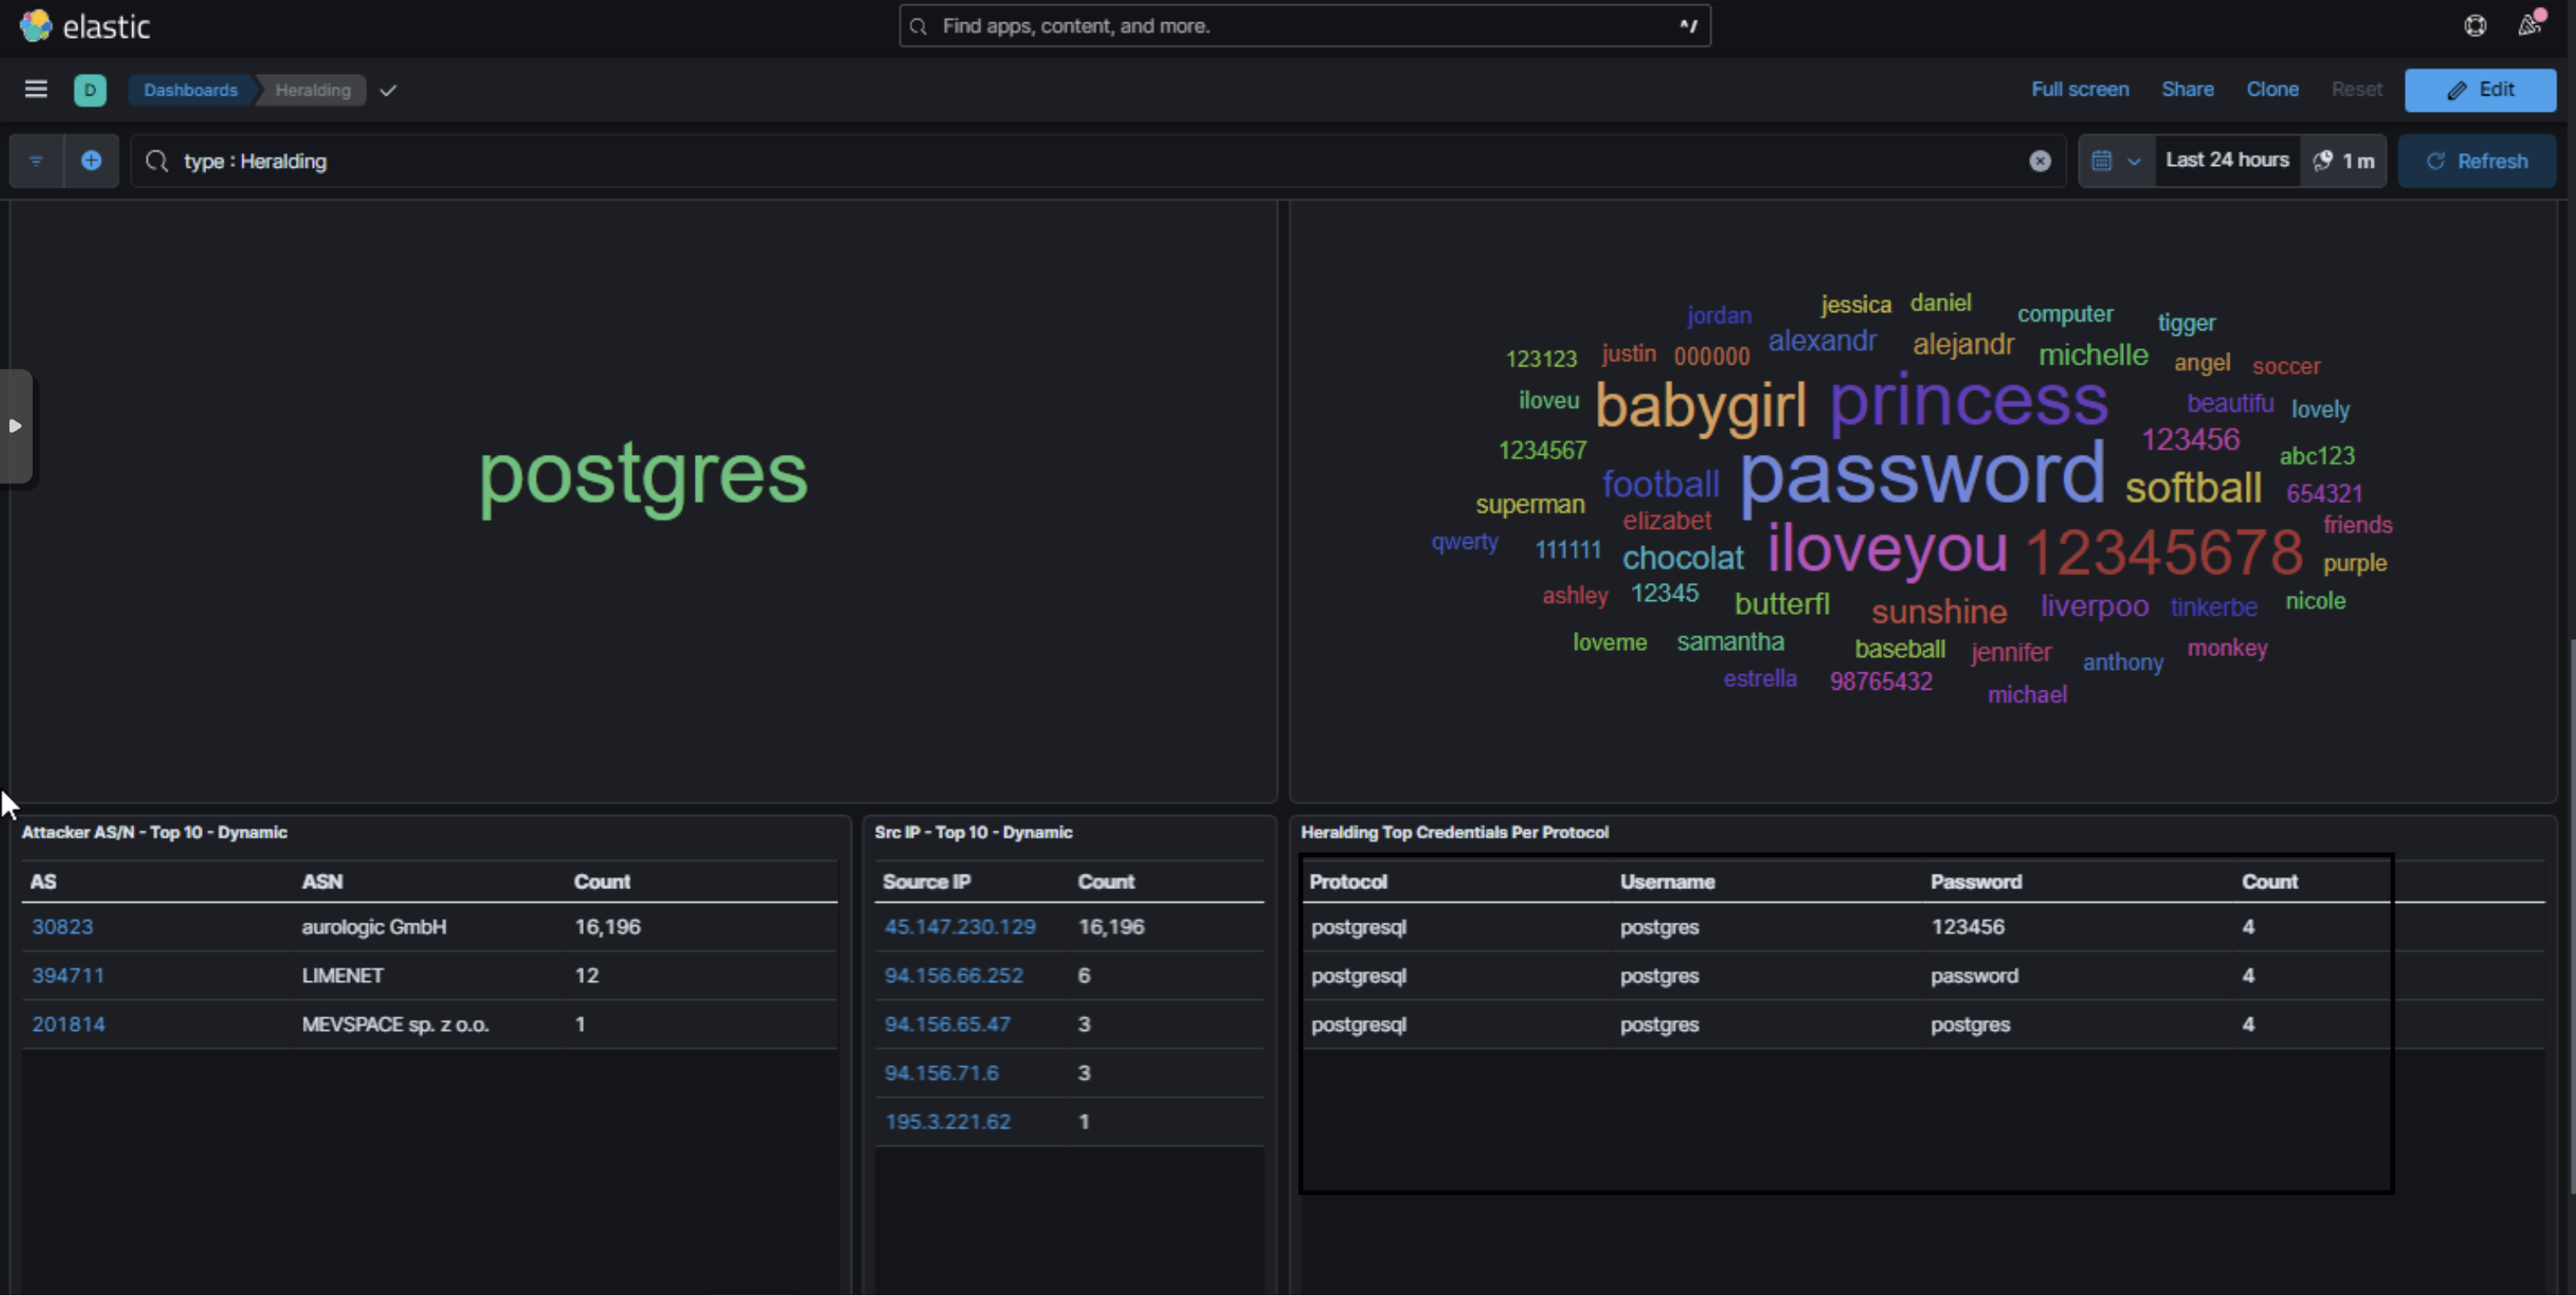 elastic
Find apps, content, and more.
^/
D
Dashboards
Heralding
Full screen
Share
Clone
Reset
Edit
type : Heralding
Last 24 hours
1 m
Refresh
postgres
jordan
jessica
daniel
computer
tigger
123123
justin
000000
alexandr
alejandr
michelle
angel
soccer
iloveu
babygirl
princess
beautifu
lovely
1234567
123456
abc123
superman
football
password
softball
654321
elizabet
friends
qwerty
111111
chocolat
iloveyou
12345678
purple
ashley
12345
butterfl
sunshine
liverpoo
tinkerbe
nicole
loveme
samantha
baseball
jennifer
anthony
monkey
estrella
98765432
michael
Attacker AS/N - Top 10 - Dynamic
AS ASN Count
30823 aurologic GmbH 16,196
394711 LIMENET 12
201814 MEVSPACE sp. z o.o. 1
Src IP - Top 10 - Dynamic
Source IP Count
45.147.230.129 16,196
94.156.66.252 6
94.156.65.47 3
94.156.71.6 3
195.3.221.62 1
Heralding Top Credentials Per Protocol
Protocol Username Password Count
postgresql postgres 123456 4
postgresql postgres password 4
postgresql postgres postgres 4